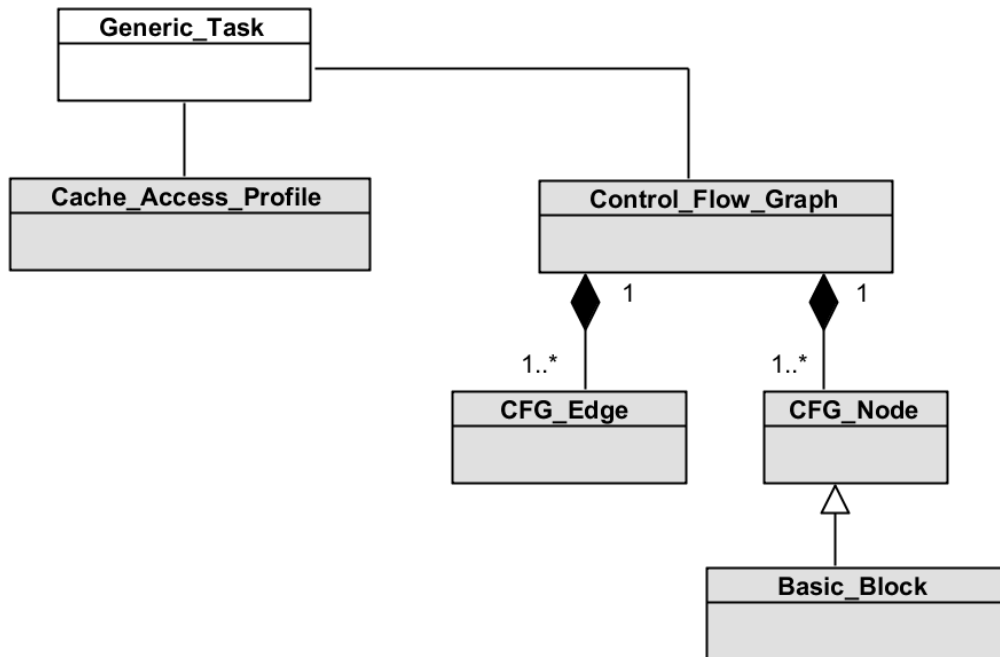 Generic_Task
Cache_Access_Profile
Control_Flow_Graph
1
1
1..*
1..*
CFG_Edge
CFG_Node
Basic_Block